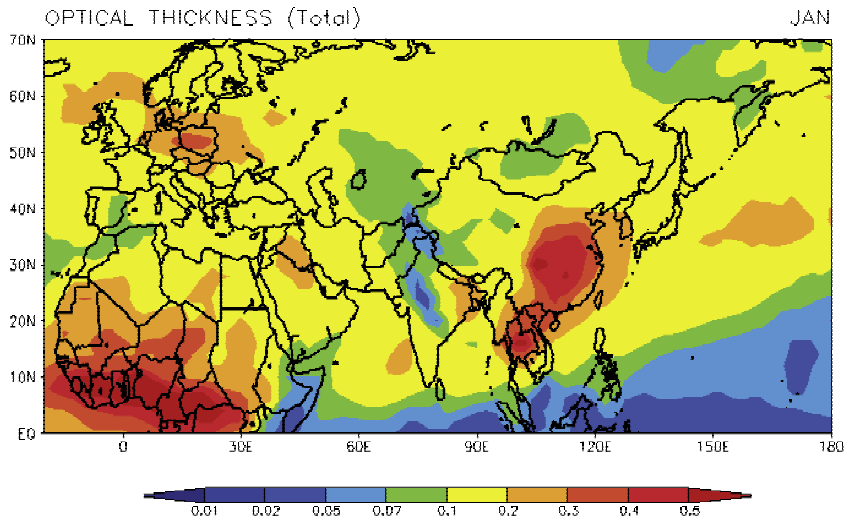 OPTICAL THICKNESS (Total) JAN
70N
60N
50N
40N
30N
20N
10N
EQ
0 30E 60E 90E 120E 150E 180
0.01 0.02 0.05 0.07 0.1 0.2 0.3 0.4 0.5